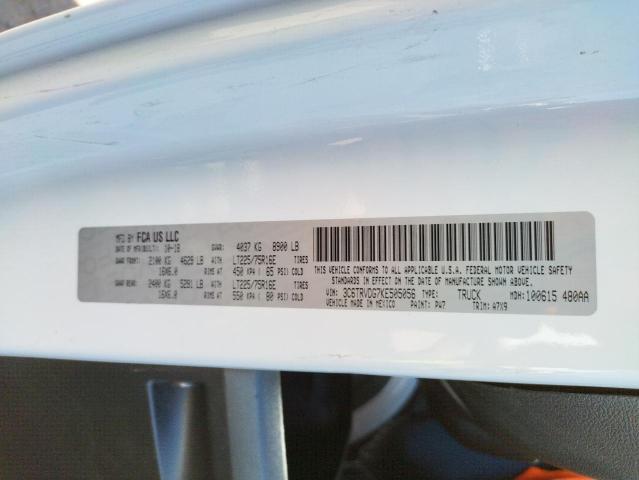 MFD BY FCA US LLC
DATE OF MFR(BUILT): 10-18 GVWR: 4037 KG 8900 LB
GAWR FRONT: 2100 KG 4629 LB WITH LT225/75R16E TIRES
16X6.0 RIMS AT 450 KPA ( 65 PSI) COLD
GAWR REAR: 2400 KG 5291 LB WITH LT225/75R16E TIRES
16X6.0 RIMS AT 550 KPA ( 80 PSI) COLD
THIS VEHICLE CONFORMS TO ALL APPLICABLE U.S.A. FEDERAL MOTOR VEHICLE SAFETY
STANDARDS IN EFFECT ON THE DATE OF MANUFACTURE SHOWN ABOVE.
VIN: 3C6TRVDG7KE505056 TYPE: TRUCK MDH: 100615 480AA
VEHICLE MADE IN MEXICO PAINT: PW7 TRIM: A7X9